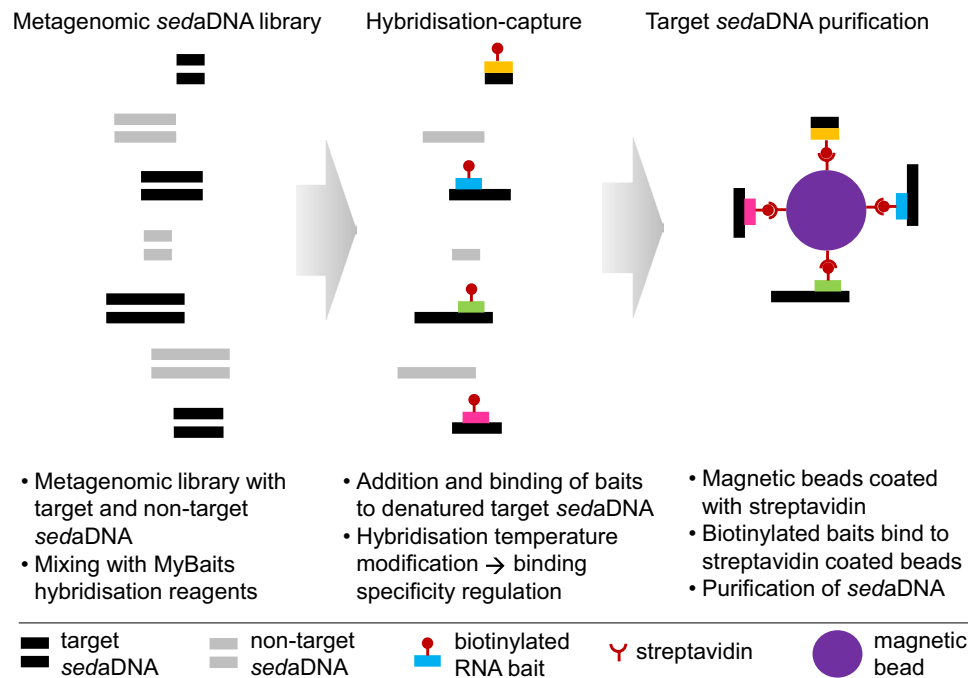 Metagenomic sedaDNA library
Hybridisation-capture
Target sedaDNA purification
• Metagenomic library with
target and non-target
sedaDNA
• Mixing with MyBaits
hybridisation reagents
• Addition and binding of baits
to denatured target sedaDNA
• Hybridisation temperature
modification → binding
specificity regulation
• Magnetic beads coated
with streptavidin
• Biotinylated baits bind to
streptavidin coated beads
• Purification of sedaDNA
target
sedaDNA
non-target
sedaDNA
biotinylated
RNA bait
streptavidin
magnetic
bead